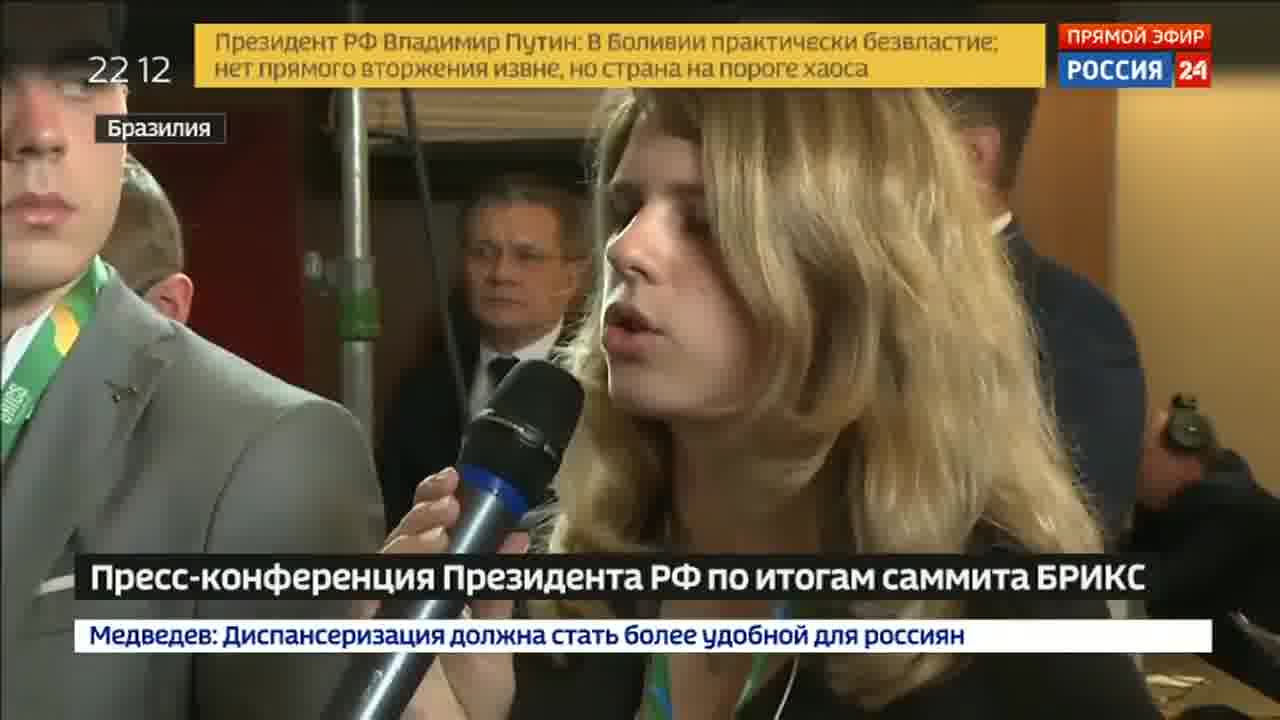 22 12
Президент РФ Владимир Путин: В Боливии практически безвластие;
нет прямого вторжения извне, но страна на пороге хаоса
ПРЯМОЙ ЭФИР
РОССИЯ 24
Бразилия
Пресс-конференция Президента РФ по итогам саммита БРИКС
Медведев: Диспансеризация должна стать более удобной для россиян